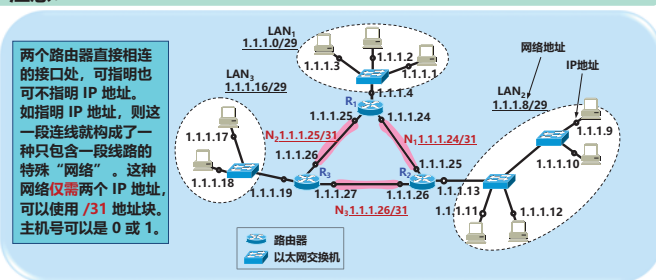 两个路由器直接相连
的接口处，可指明也
可不指明 IP 地址。
如指明 IP 地址，则这
一段连线就构成了一
种只包含一段线路的
特殊“网络” 。这种
网络仅需两个 IP 地址，
可以使用 /31 地址块。
主机号可以是 0 或 1。
LAN1
1.1.1.0/29
1.1.1.3
1.1.1.2
1.1.1.1
1.1.1.4
网络地址
IP地址
LAN2
1.1.1.8/29
LAN3
1.1.1.16/29
R1
1.1.1.25
1.1.1.24
1.1.1.9
1.1.1.10
1.1.1.17
N21.1.1.25/31
N11.1.1.24/31
1.1.1.26
1.1.1.25
R3
R2
1.1.1.18
1.1.1.19
1.1.1.27
1.1.1.26
1.1.1.13
N31.1.1.26/31
1.1.1.11
1.1.1.12
路由器
以太网交换机